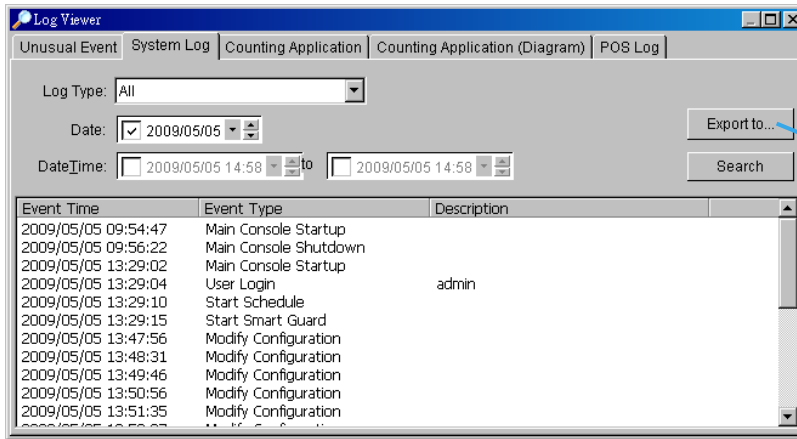 Log Viewer
Unusual Event System Log Counting Application Counting Application (Diagram) POS Log
Log Type: All
Date: 2009/05/05
Export to...
DateTime: 2009/05/05 14:58 to 2009/05/05 14:58
Search
Event Time Event Type Description
2009/05/05 09:54:47 Main Console Startup
2009/05/05 09:56:22 Main Console Shutdown
2009/05/05 13:29:02 Main Console Startup
2009/05/05 13:29:04 User Login admin
2009/05/05 13:29:10 Start Schedule
2009/05/05 13:29:15 Start Smart Guard
2009/05/05 13:47:56 Modify Configuration
2009/05/05 13:48:31 Modify Configuration
2009/05/05 13:49:46 Modify Configuration
2009/05/05 13:50:56 Modify Configuration
2009/05/05 13:51:35 Modify Configuration